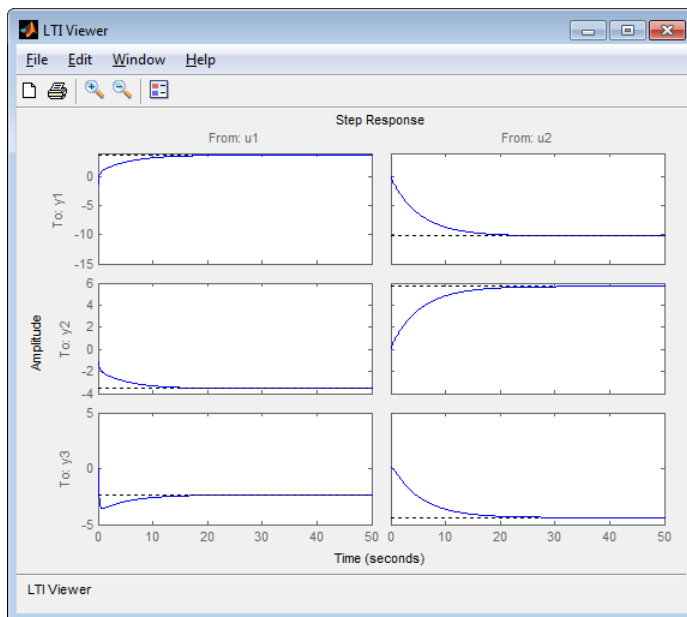 LTI Viewer
File Edit Window Help
Step Response
From: u1 From: u2
To: y1
0
-5
-10
-15
Amplitude
To: y2
6
4
2
0
-2
-4
To: y3
5
0
-5
0 10 20 30 40 50 0 10 20 30 40 50
Time (seconds)
LTI Viewer